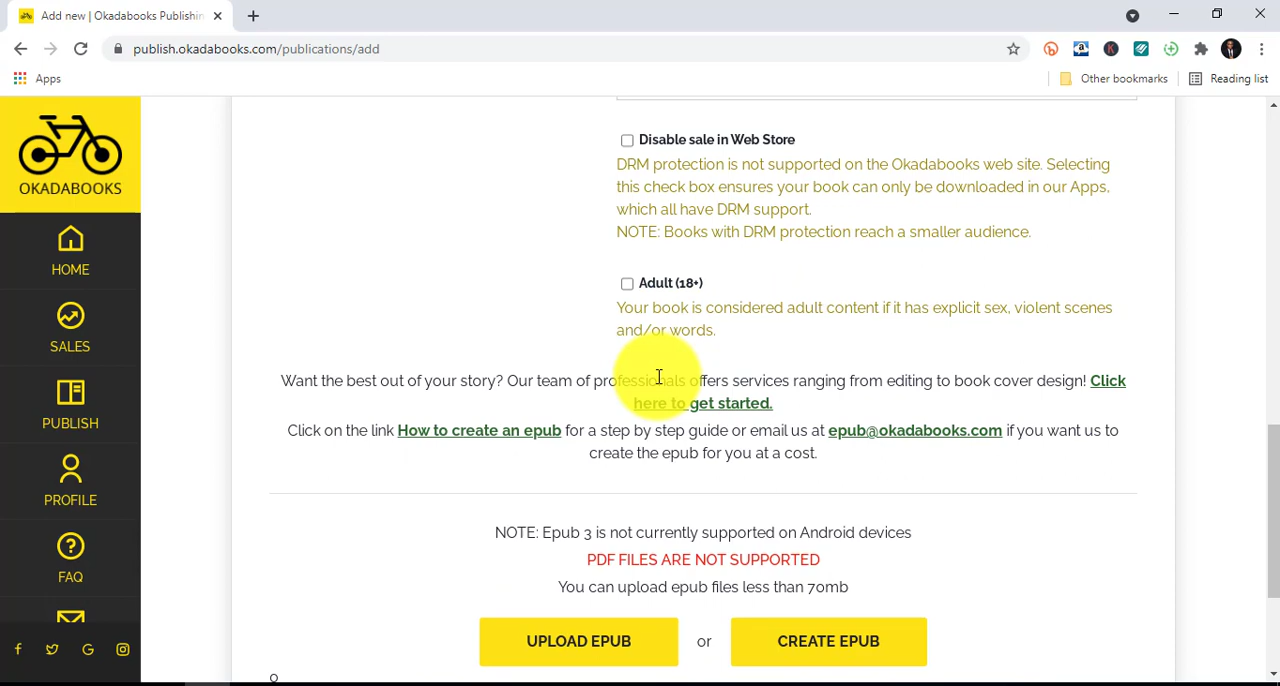 Add new | Okadabooks Publishin
publish.okadabooks.com/publications/add
Apps
Other bookmarks
Reading list
OKADABOOKS
HOME
SALES
PUBLISH
PROFILE
FAQ
Disable sale in Web Store
DRM protection is not supported on the Okadabooks web site. Selecting
this check box ensures your book can only be downloaded in our Apps,
which all have DRM support.
NOTE: Books with DRM protection reach a smaller audience.
Adult (18+)
Your book is considered adult content if it has explicit sex, violent scenes
and/or words.
Want the best out of your story? Our team of professionals offers services ranging from editing to book cover design! Click
here to get started.
Click on the link How to create an epub for a step by step guide or email us at epub@okadabooks.com if you want us to
create the epub for you at a cost.
NOTE: Epub 3 is not currently supported on Android devices
PDF FILES ARE NOT SUPPORTED
You can upload epub files less than 70mb
UPLOAD EPUB or CREATE EPUB